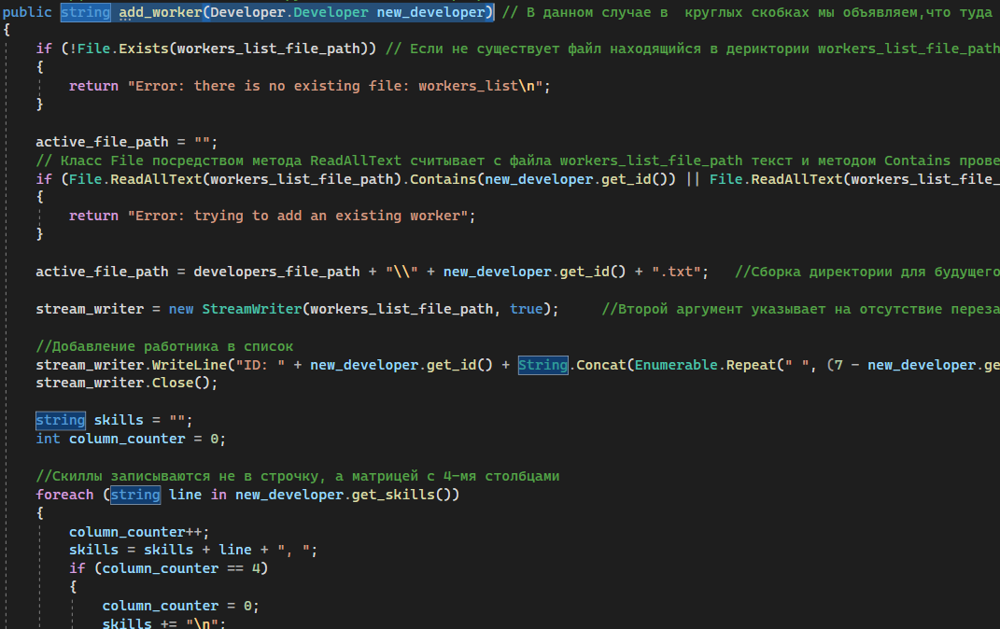 public string add_worker(Developer.Developer new_developer) // В данном случае в  круглых скобках мы объявляем,что туда
{
if (!File.Exists(workers_list_file_path)) // Если не существует файл находящийся в дериктории workers_list_file_path
{
return "Error: there is no existing file: workers_list\n";
}
active_file_path = "";
// Класс File посредством метода ReadAllText считывает с файла workers_list_file_path текст и методом Contains прове
if (File.ReadAllText(workers_list_file_path).Contains(new_developer.get_id()) || File.ReadAllText(workers_list_file_
{
return "Error: trying to add an existing worker";
}
active_file_path = developers_file_path + "\\" + new_developer.get_id() + ".txt";   //Сборка директории для будущего
stream_writer = new StreamWriter(workers_list_file_path, true);     //Второй аргумент указывает на отсутствие переза
//Добавление работника в список
stream_writer.WriteLine("ID: " + new_developer.get_id() + String.Concat(Enumerable.Repeat(" ", (7 - new_developer.ge
stream_writer.Close();
string skills = "";
int column_counter = 0;
//Скиллы записываются не в строчку, а матрицей с 4-мя столбцами
foreach (string line in new_developer.get_skills())
{
column_counter++;
skills = skills + line + ", ";
if (column_counter == 4)
{
column_counter = 0;
skills += "\n";